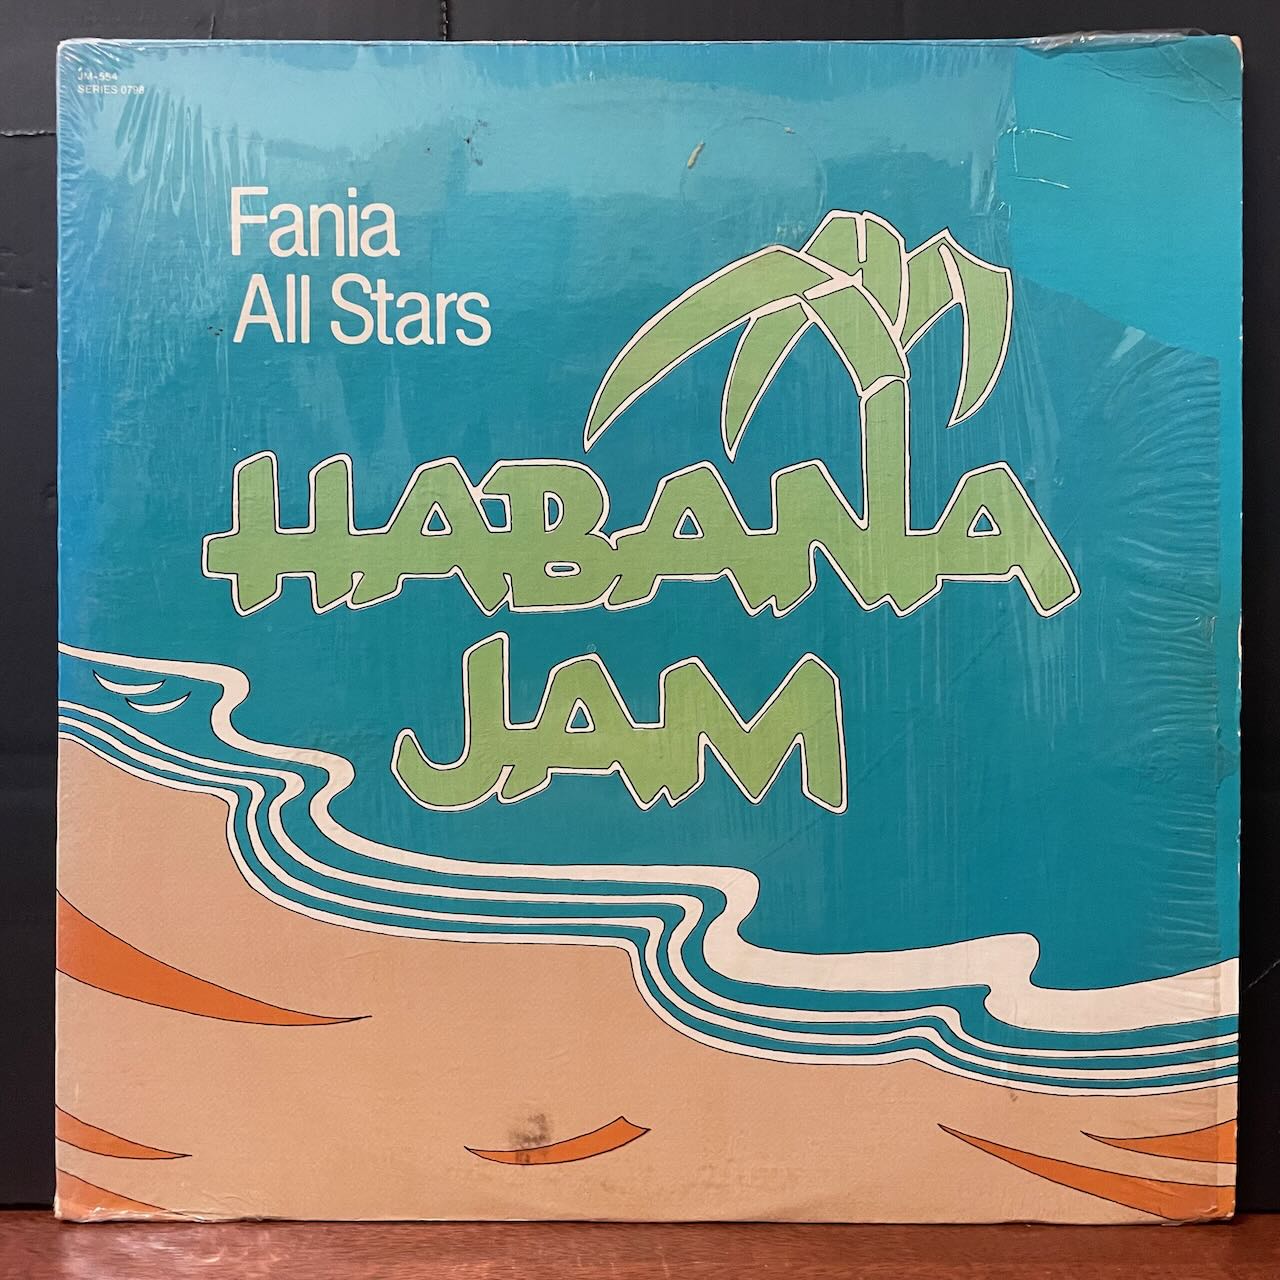 JM-554
SERIES 0798
Fania
All Stars
HABANA
JAM